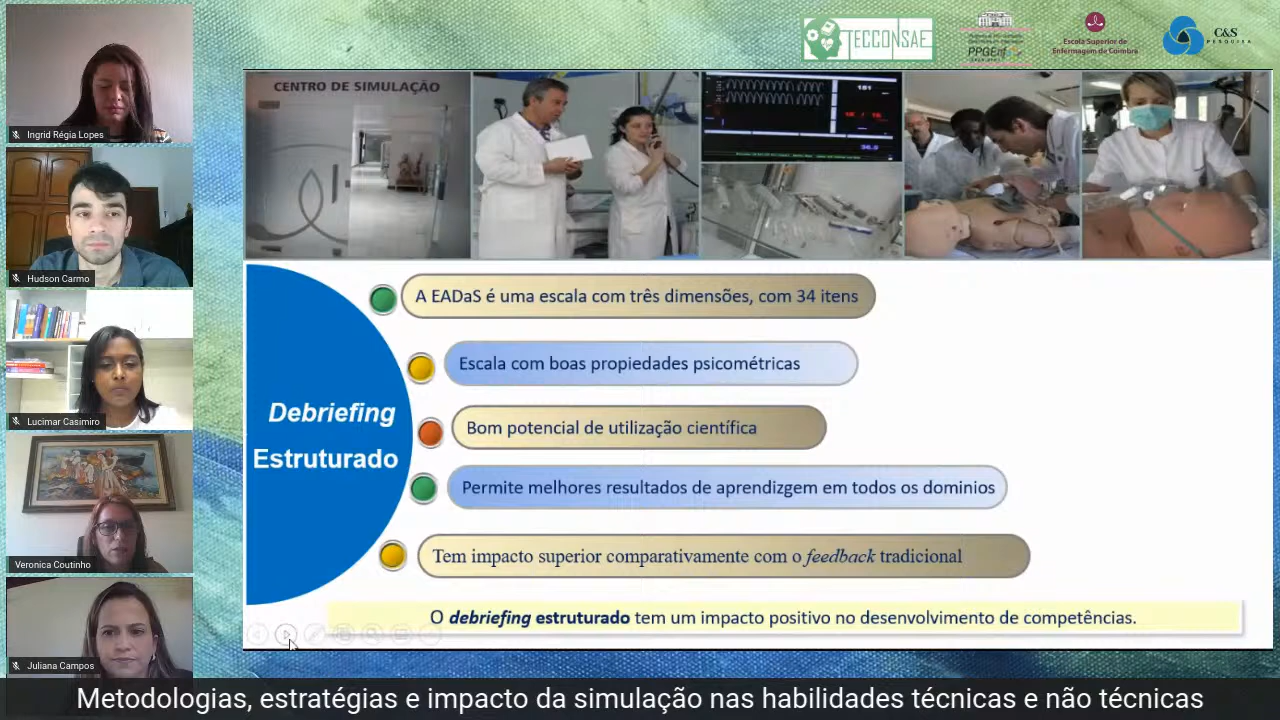 TECCONSAE
PPGEnf
Escola Superior de
Enfermagem de Coimbra
C&S
PESQUISA
CENTRO DE SIMULAÇÃO
Ingrid Régia Lopes
Hudson Carmo
Lucimar Casimiro
Veronica Coutinho
Juliana Campos
Debriefing
Estruturado
A EADaS é uma escala com três dimensões, com 34 itens
Escala com boas propiedades psicométricas
Bom potencial de utilização científica
Permite melhores resultados de aprendizgem em todos os dominios
Tem impacto superior comparativamente com o feedback tradicional
O debriefing estruturado tem um impacto positivo no desenvolvimento de competências.
Metodologias, estratégias e impacto da simulação nas habilidades técnicas e não técnicas